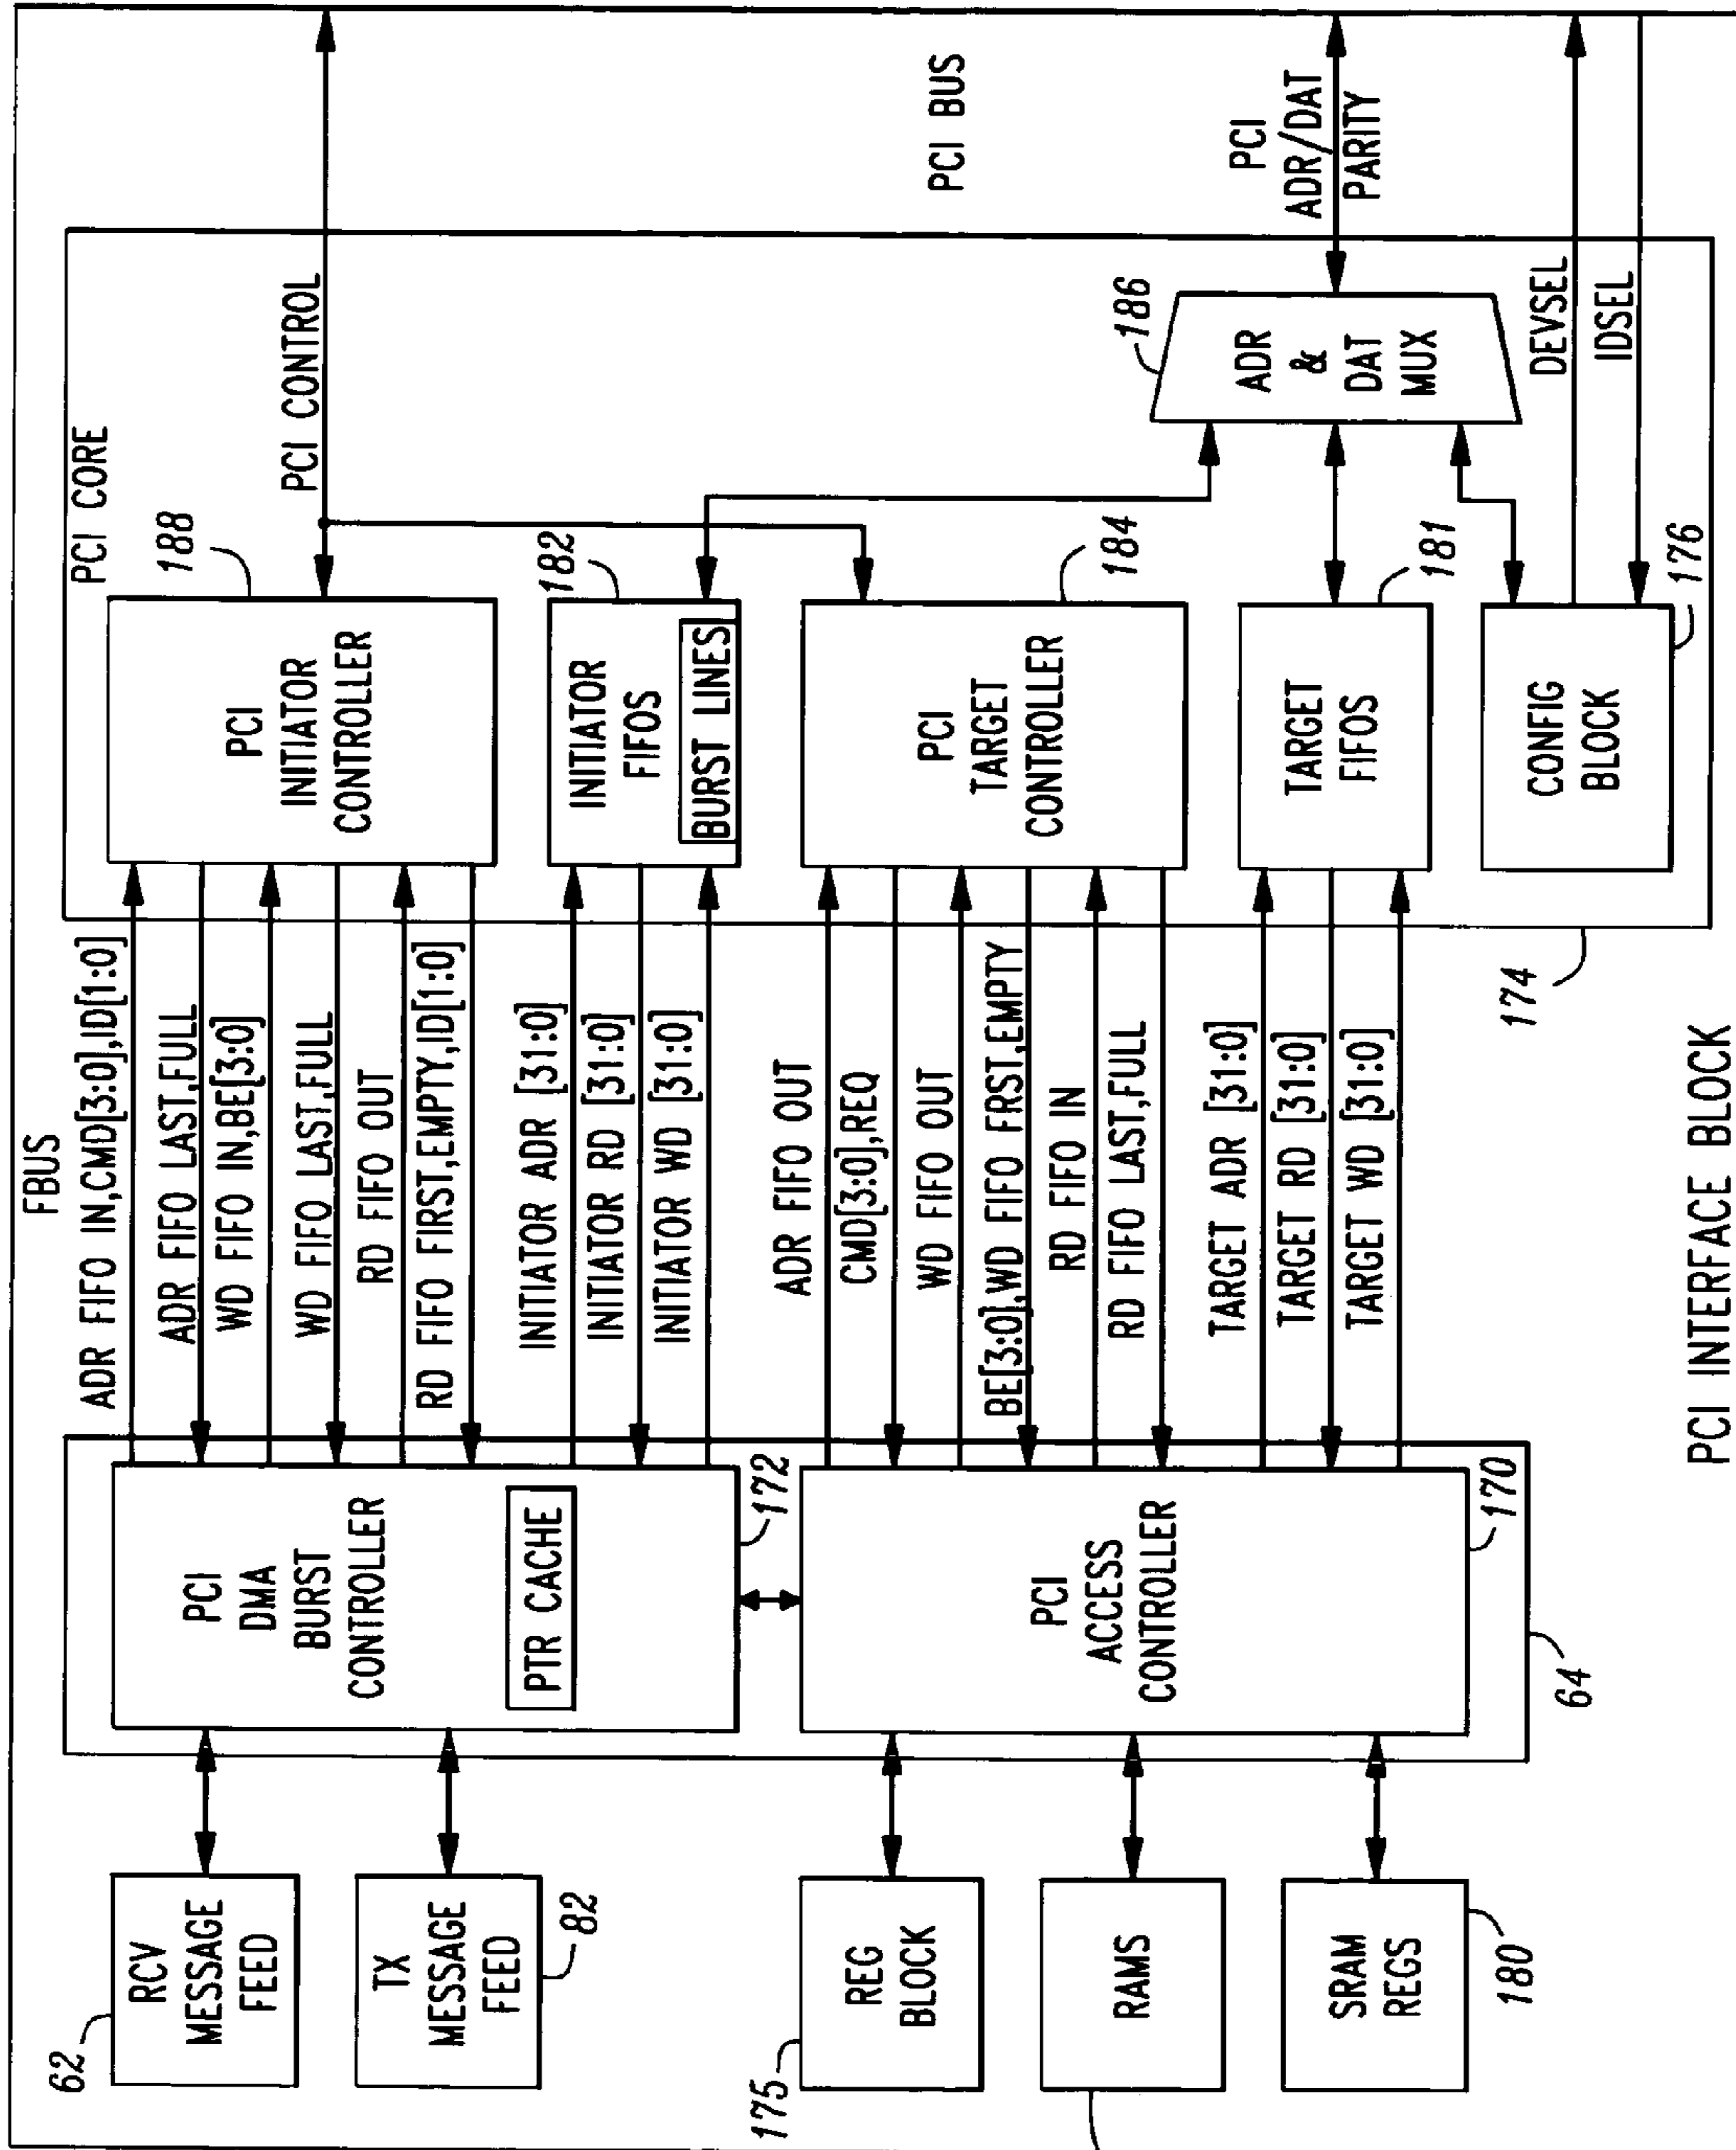 FBUS
62
RCV
MESSAGE
FEED
TX
MESSAGE
FEED
82
175
REG
BLOCK
RAMS
SRAM
REGS
180
PCI
DMA
BURST
CONTROLLER
PTR CACHE
172
PCI
ACCESS
CONTROLLER
170
64
ADR FIFO IN,CMD[3:0],ID[1:0]
ADR FIFO LAST,FULL
WD FIFO IN,BE[3:0]
WD FIFO LAST,FULL
RD FIFO OUT
RD FIFO FIRST,EMPTY,ID[1:0]
INITIATOR ADR [31:0]
INITIATOR RD [31:0]
INITIATOR WD [31:0]
ADR FIFO OUT
CMD[3:0],REQ
WD FIFO OUT
BE[3:0],WD FIFO FIRST,EMPTY
RD FIFO IN
RD FIFO LAST,FULL
TARGET ADR [31:0]
TARGET RD [31:0]
TARGET WD [31:0]
PCI CORE
188
PCI
INITIATOR
CONTROLLER
182
INITIATOR
FIFOS
BURST LINES
PCI
TARGET
CONTROLLER
184
TARGET
FIFOS
181
CONFIG
BLOCK
176
174
PCI CONTROL
186
ADR
&
DAT
MUX
DEVSEL
IDSEL
PCI BUS
PCI
ADR/DAT
PARITY
PCI INTERFACE BLOCK